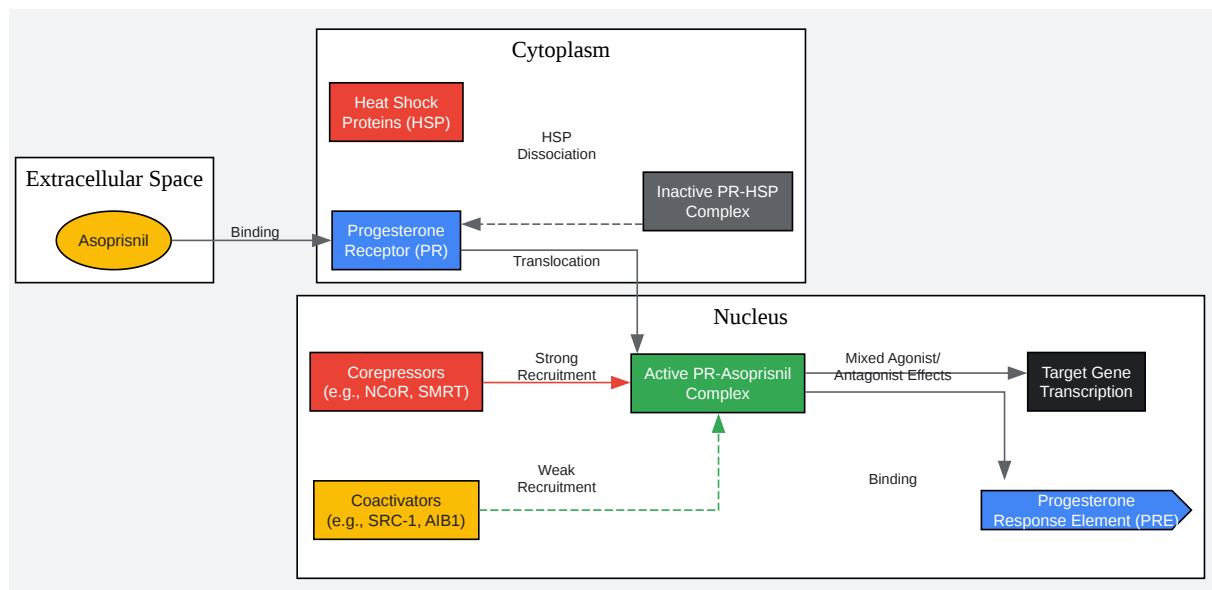 Cytoplasm
Heat Shock
Proteins (HSP)
HSP
Dissociation
Extracellular Space
Inactive PR-HSP
Complex
Asoprisnil
Binding
Progesterone
Receptor (PR)
Translocation
Nucleus
Corepressors
(e.g., NCoR, SMRT)
Strong
Recruitment
Active PR-Asoprisnil
Complex
Mixed Agonist/
Antagonist Effects
Target Gene
Transcription
Coactivators
(e.g., SRC-1, AIB1)
Weak
Recruitment
Binding
Progesterone
Response Element (PRE)